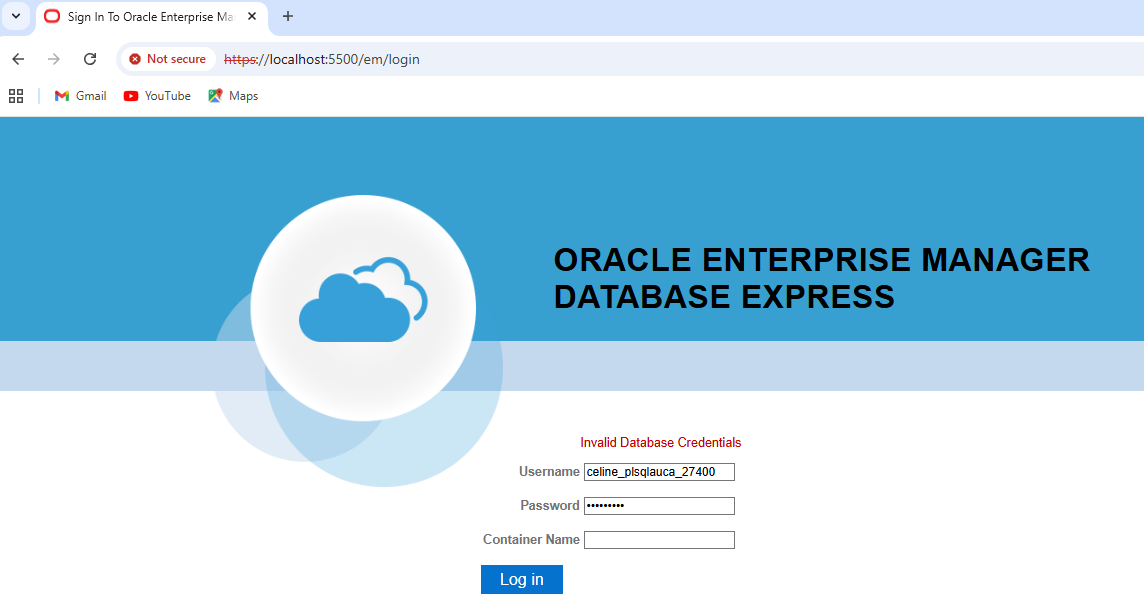 Sign In To Oracle Enterprise Ma
Not secure https://localhost:5500/em/login
Gmail YouTube Maps
ORACLE ENTERPRISE MANAGER
DATABASE EXPRESS
Invalid Database Credentials
Username celine_plsqlauca_27400
Password •••••••••
Container Name
Log in